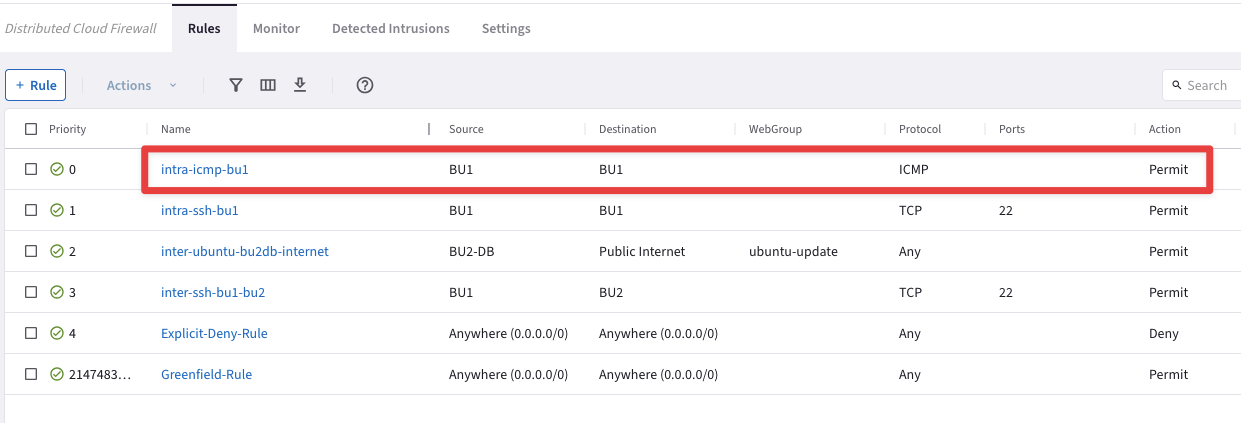 Distributed Cloud Firewall Rules Monitor Detected Intrusions Settings
+ Rule Actions ? Search
Priority Name Source Destination WebGroup Protocol Ports Action
0 intra-icmp-bu1 BU1 BU1 ICMP Permit
1 intra-ssh-bu1 BU1 BU1 TCP 22 Permit
2 inter-ubuntu-bu2db-internet BU2-DB Public Internet ubuntu-update Any Permit
3 inter-ssh-bu1-bu2 BU1 BU2 TCP 22 Permit
4 Explicit-Deny-Rule Anywhere (0.0.0.0/0) Anywhere (0.0.0.0/0) Any Deny
2147483... Greenfield-Rule Anywhere (0.0.0.0/0) Anywhere (0.0.0.0/0) Any Permit